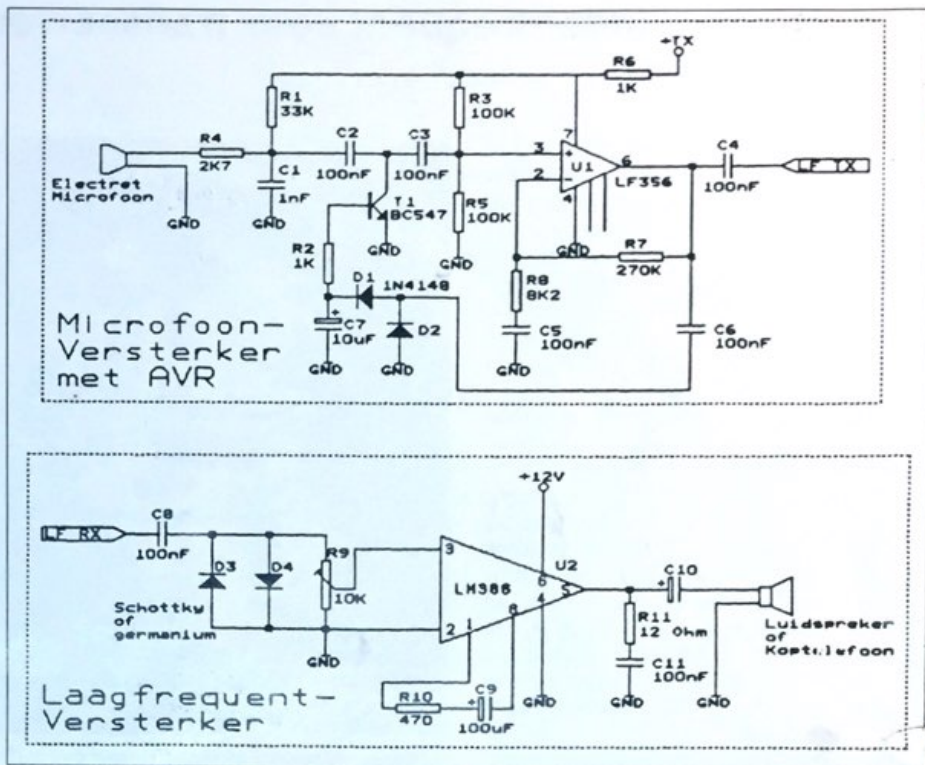 +TX
R6
1K
R1
33K
R3
100K
R4
2K7
C2
100nF
C3
100nF
C1
1nF
Electret
Microfoon
GND
GND
T1
BC547
GND
R5
100K
GND
3
2
7
4
6
U1
LF356
GND
C4
100nF
LF TX
R7
270K
R8
8K2
R2
1K
D1
1N4148
D2
C7
+
10uF
GND
GND
C5
100nF
GND
C6
100nF
Microfoon-
Versterker
met AVR
+12V
LF RX
C8
100nF
D3
D4
R9
10K
Schottky
of
germanium
GND
3
2
LM386
1
8
6
4
5
U2
R10
470
+
C9
100uF
GND
+
C10
R11
12 Ohm
C11
100nF
GND
GND
Luidspreker
of
Laagfrequent-
Versterker